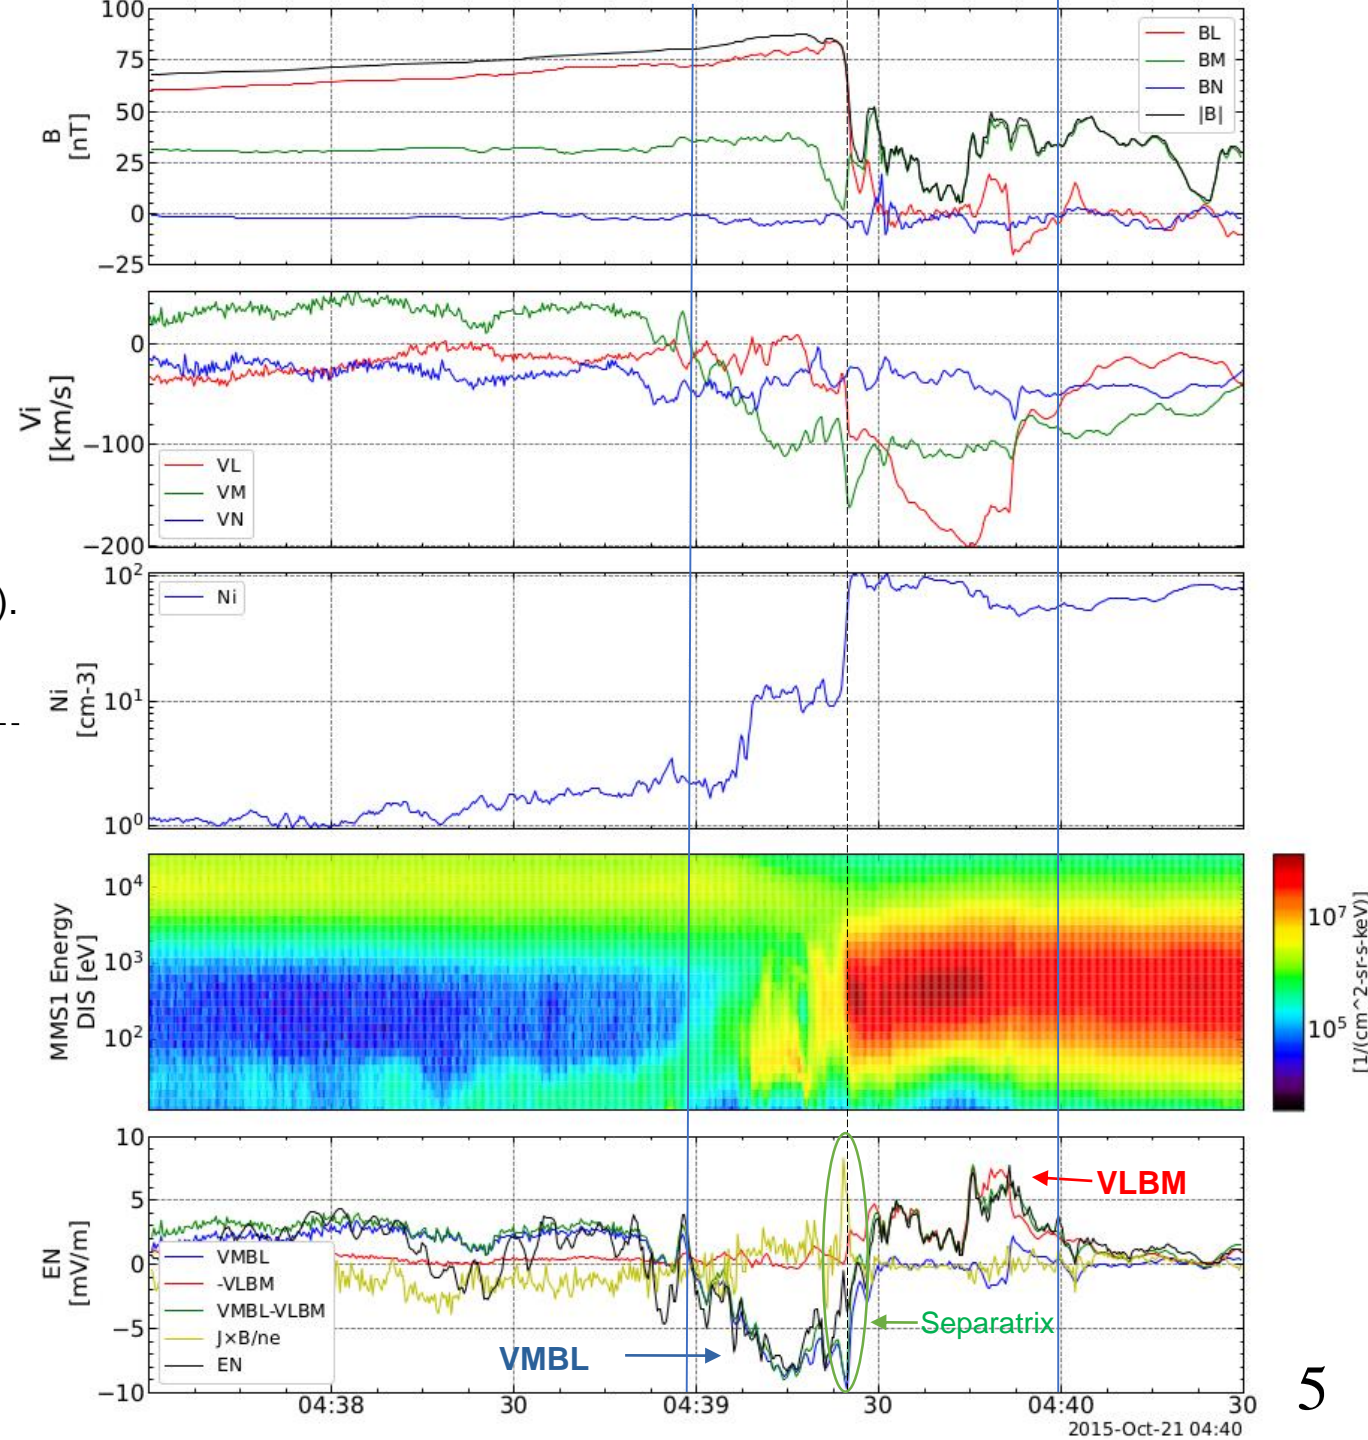 100
75
50
25
0
−25
B
[nT]
BL
BM
BN
|B|
0
−100
−200
Vi
[km/s]
VL
VM
VN
).
10²
10¹
10⁰
Ni
[cm-3]
Ni
--
10⁴
10³
10²
MMS1 Energy
DIS [eV]
10⁷
10⁵
[1/(cm^2-sr-s-keV)]
10
5
0
−5
−10
EN
[mV/m]
VMBL
-VLBM
VMBL-VLBM
J×B/ne
EN
VLBM
Separatrix
VMBL
04:38
30
04:39
30
04:40
30
2015-Oct-21 04:40
5